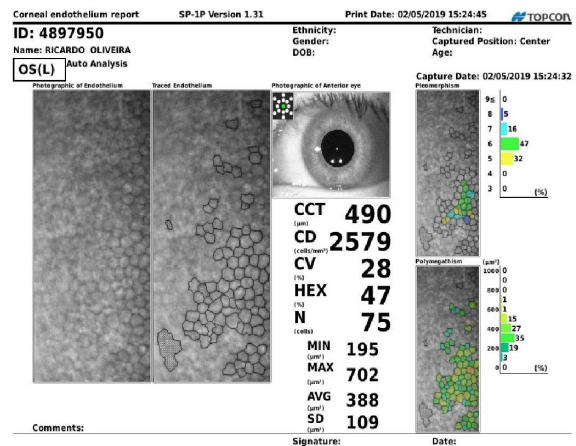 Corneal endothelium report SP-1P Version 1.31 Print Date: 02/05/2019 15:24:45 TOPCON
ID: 4897950
Name: RICARDO OLIVEIRA
OS(L) Auto Analysis
Ethnicity:
Gender:
DOB:
Technician:
Captured Position: Center
Age:
Capture Date: 02/05/2019 15:24:32
Photographic of Endothelium
Traced Endothelium
Photographic of Anterior eye
CCT (μm) 490
CD (cells/mm²) 2579
CV (%) 28
HEX (%) 47
N (cells) 75
MIN (μm²) 195
MAX (μm²) 702
AVG (μm²) 388
SD (μm²) 109
Pleomorphism
9≤ 0
8 5
7 16
6 47
5 32
4 0
3 0 (%)
Polymegathism (μm²)
1000 0
0
800 0
1
600 1
15
400 27
35
200 19
3
0 0 (%)
Comments:
Signature:
Date: